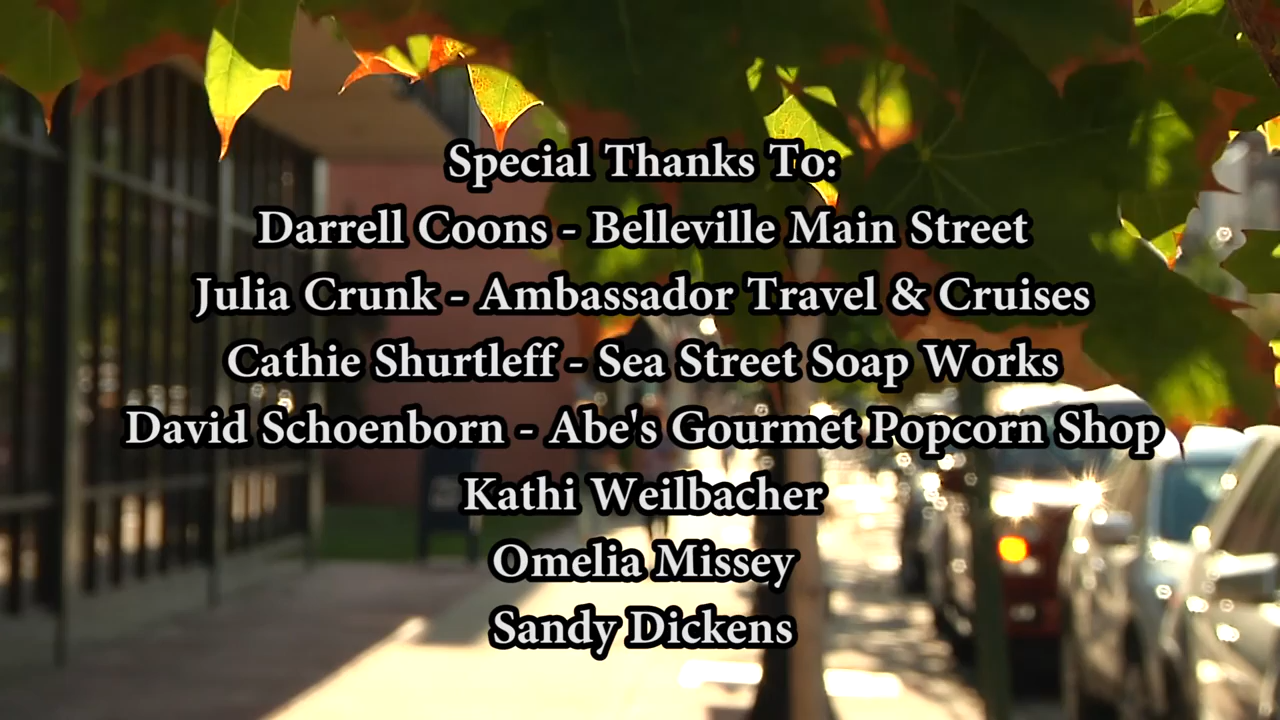 Special Thanks To:
Darrell Coons - Belleville Main Street
Julia Crunk - Ambassador Travel & Cruises
Cathie Shurtleff - Sea Street Soap Works
David Schoenborn - Abe's Gourmet Popcorn Shop
Kathi Weilbacher
Omelia Missey
Sandy Dickens